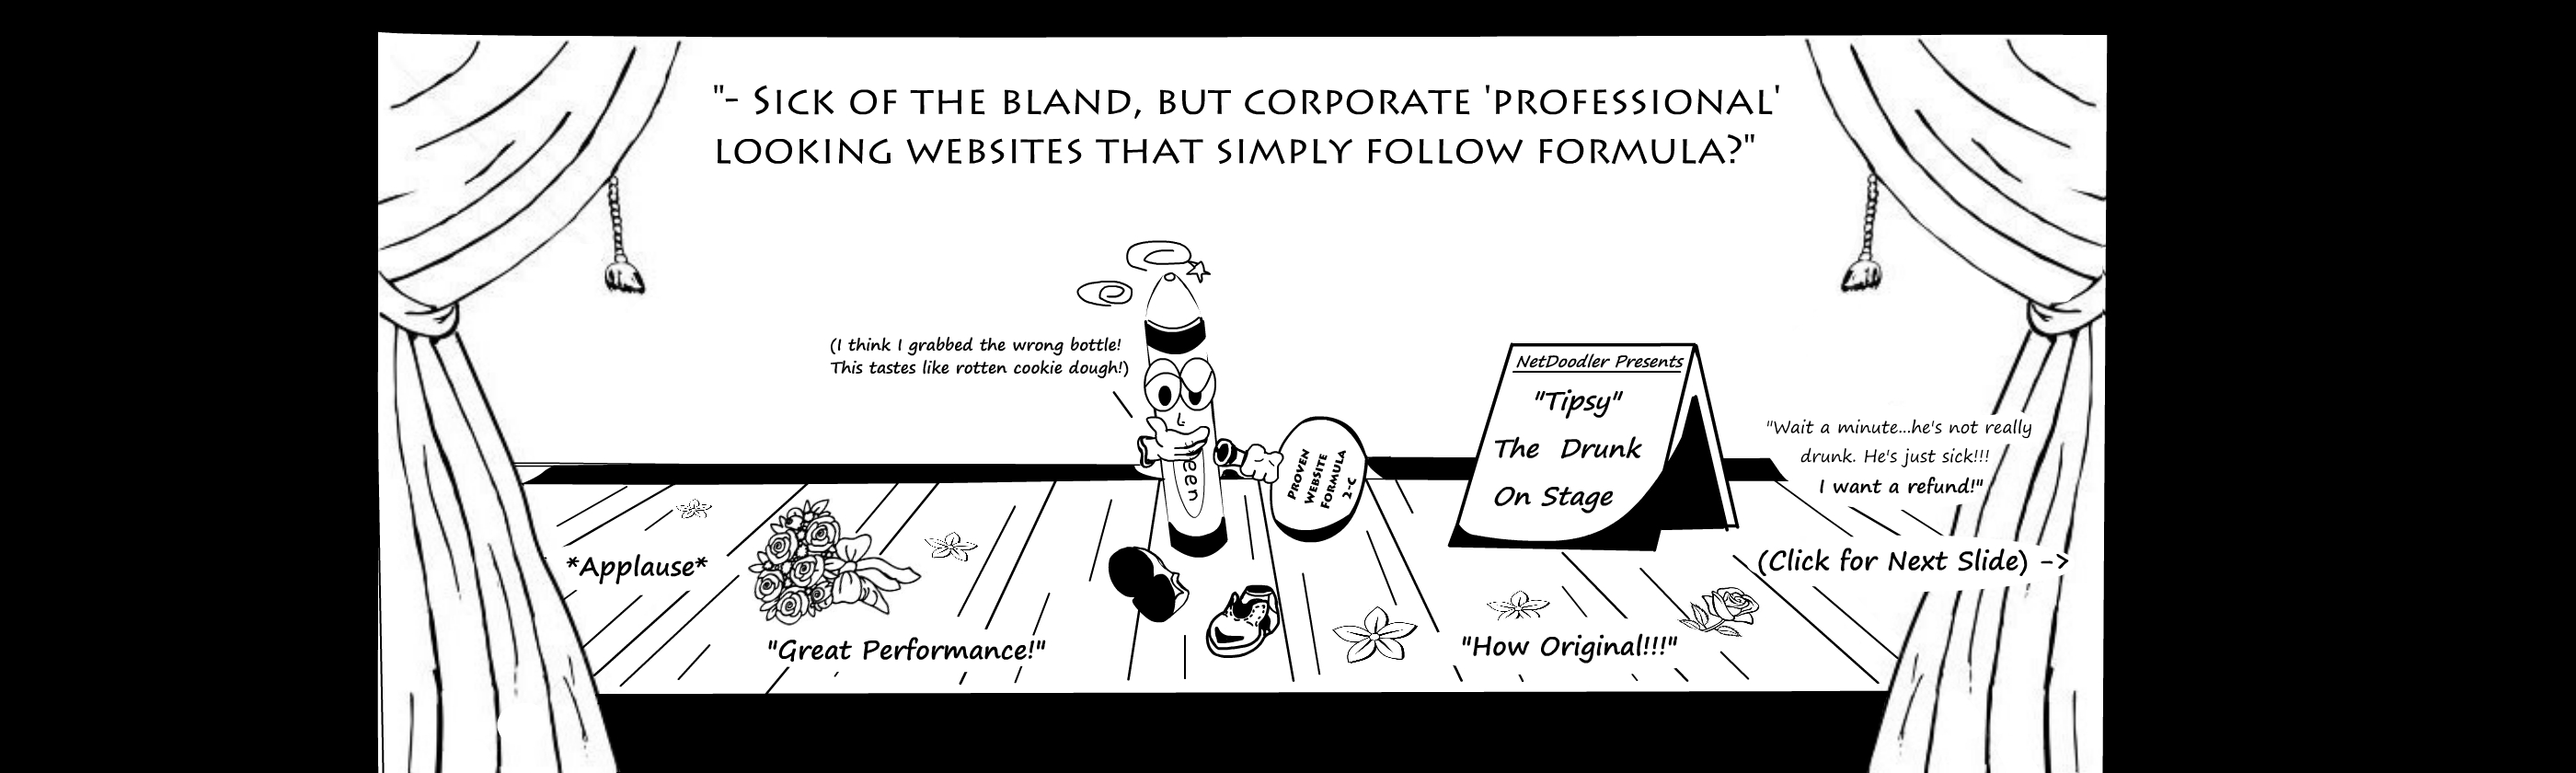 "- SICK OF THE BLAND, BUT CORPORATE 'PROFESSIONAL'
LOOKING WEBSITES THAT SIMPLY FOLLOW FORMULA?"
(I think I grabbed the wrong bottle!
This tastes like rotten cookie dough!)
een
PROVEN
WEBSITE
FORMULA
2-C
NetDoodler Presents
"Tipsy"
The Drunk
On Stage
"Wait a minute...he's not really
drunk. He's just sick!!!
I want a refund!"
*Applause*
(Click for Next Slide) ->
"Great Performance!"
"How Original!!!"